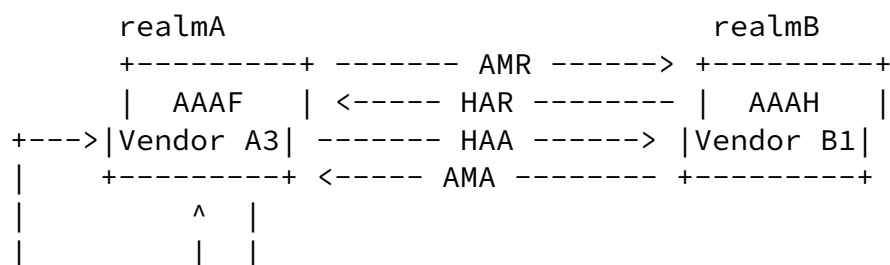 realmA                           realmB
+---------+ ------- AMR ------> +---------+
|  AAAF   | <----- HAR -------- |  AAAH   |
+--->|Vendor A3| ------- HAA ------> |Vendor B1|
|    +---------+ <----- AMA -------- +---------+
|         ^  |
|         |  |